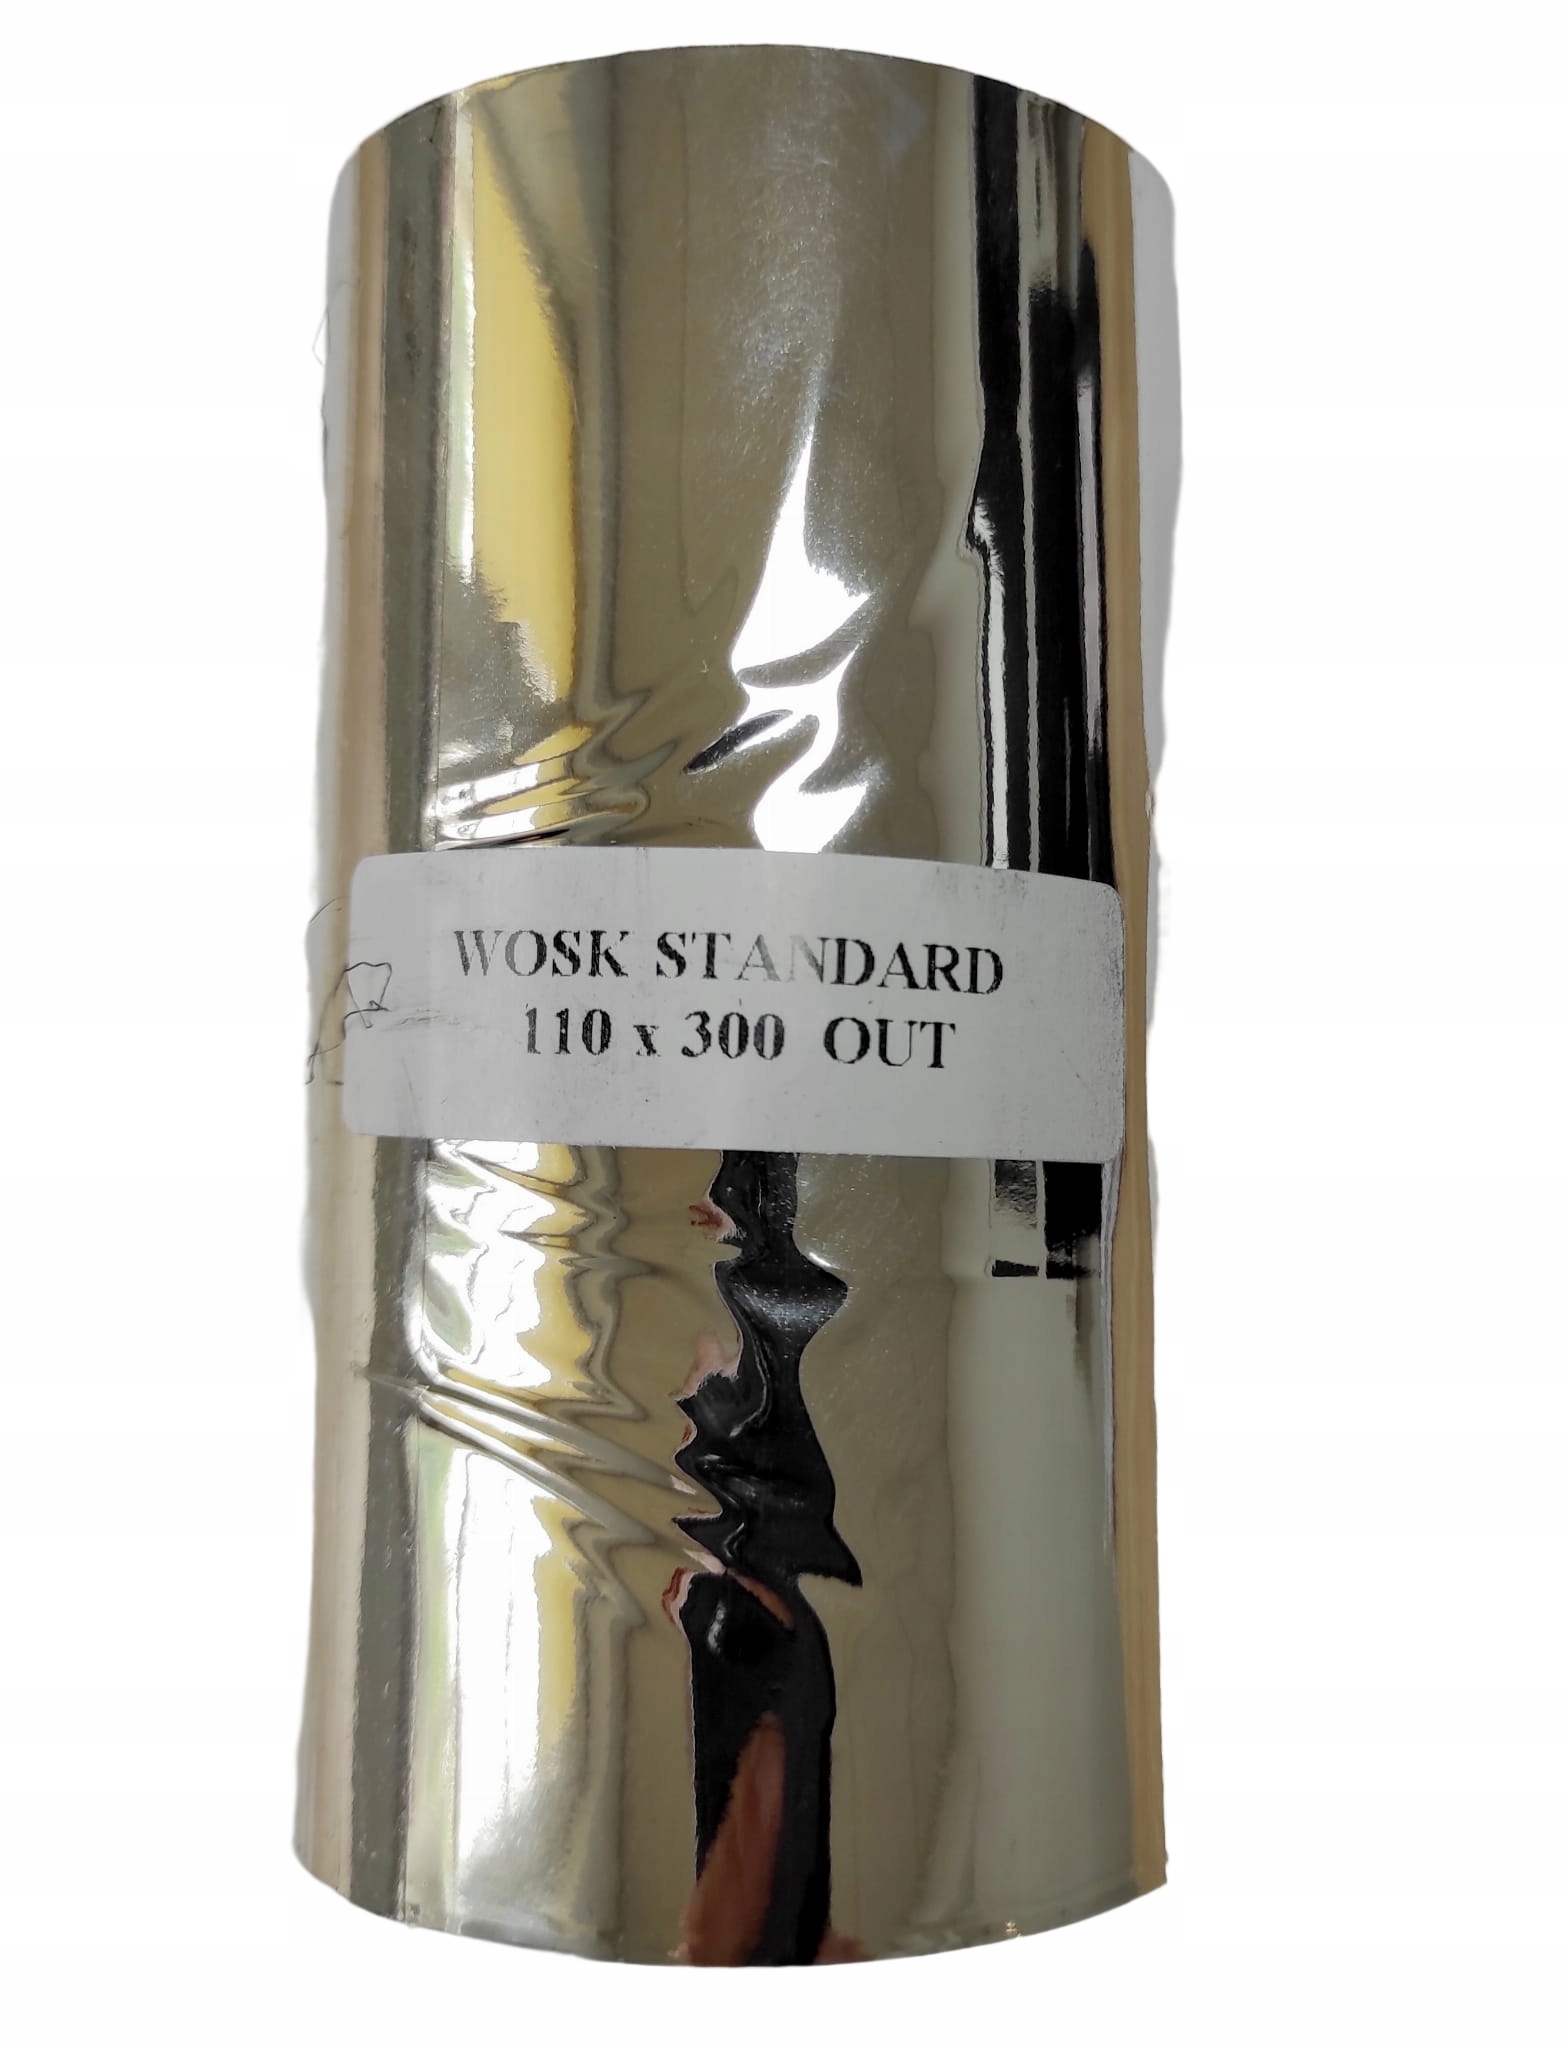 WOSK STANDARD
110 x 300 OUT